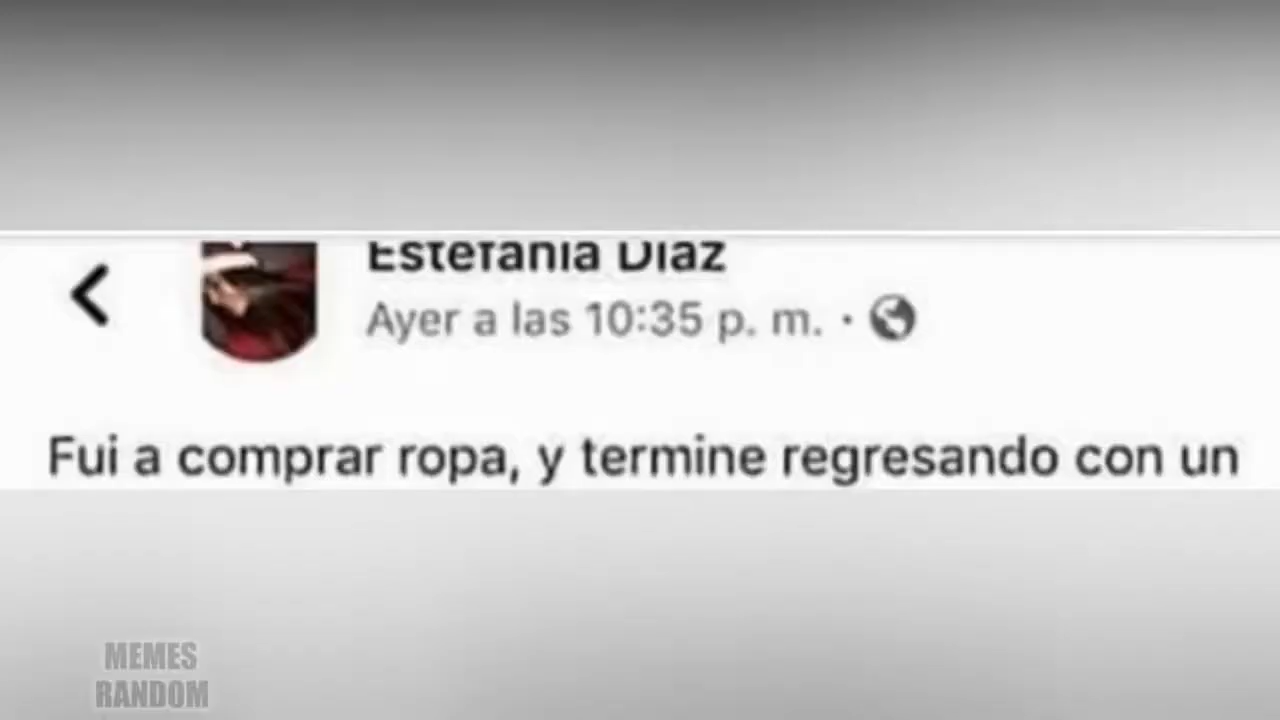 Estefania Diaz
Ayer a las 10:35 p. m. ·
Fui a comprar ropa, y termine regresando con un
MEMES
RANDOM